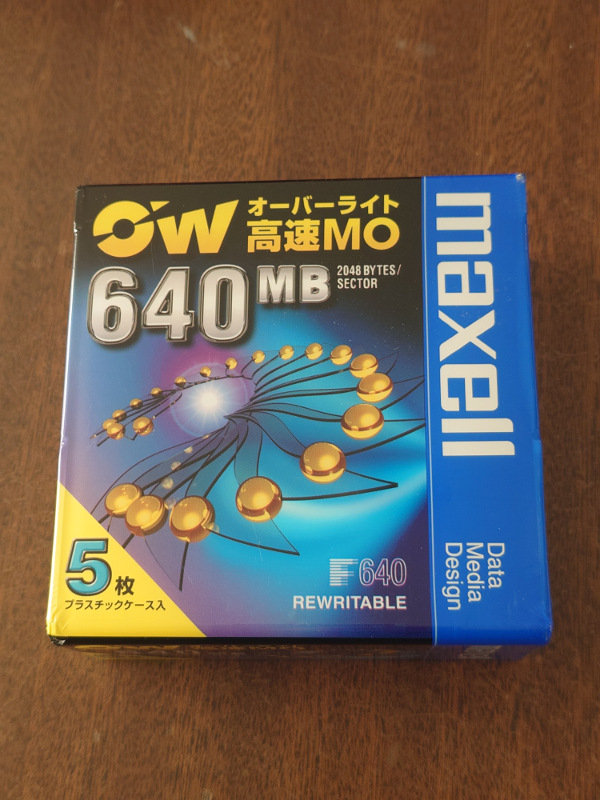 OW
オーバーライト
高速MO
640MB
2048 BYTES/
SECTOR
maxell
Data
Media
Design
5枚
プラスチックケース入
F640
REWRITABLE